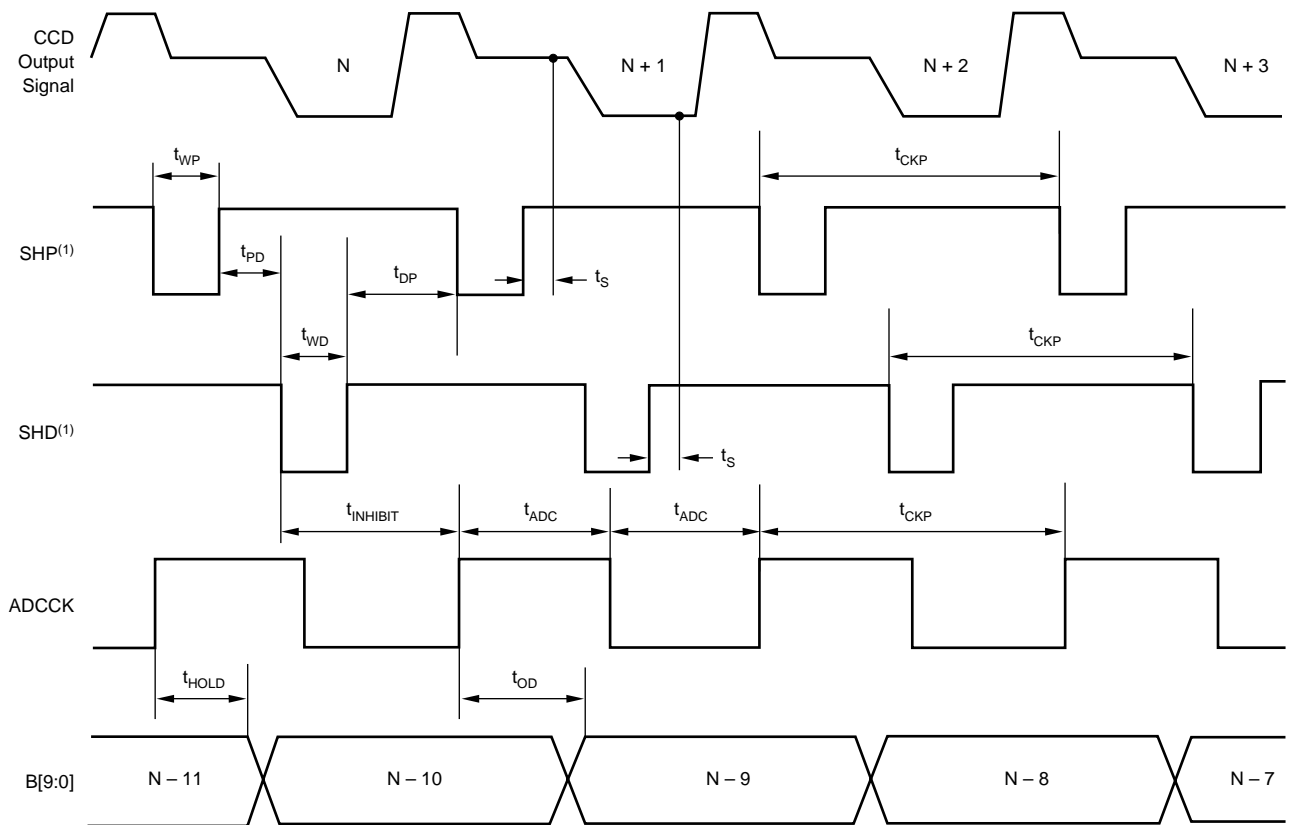 CCD
Output
Signal
N
N + 1
N + 2
N + 3
tWP
tCKP
SHP(1)
tPD
tDP
tS
tWD
tCKP
SHD(1)
tS
tINHIBIT
tADC
tADC
tCKP
ADCCK
tHOLD
tOD
B[9:0]
N – 11
N – 10
N – 9
N – 8
N – 7